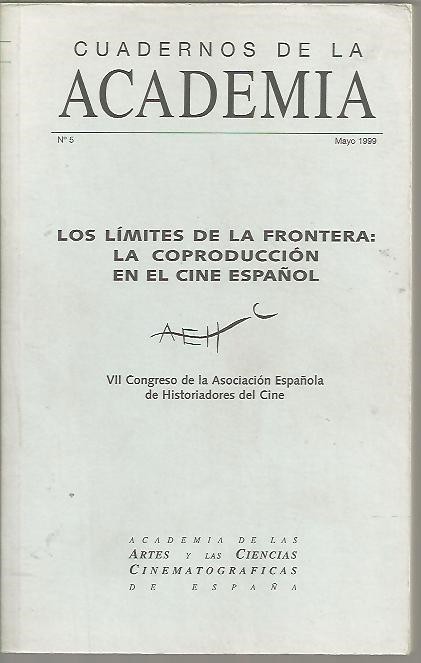 CUADERNOS DE LA
ACADEMIA
Nº 5 Mayo 1999
LOS LÍMITES DE LA FRONTERA:
LA COPRODUCCIÓN
EN EL CINE ESPAÑOL
AEHC
VII Congreso de la Asociación Española
de Historiadores del Cine
ACADEMIA DE LAS
ARTES Y LAS CIENCIAS
CINEMATOGRAFICAS
DE ESPAÑA